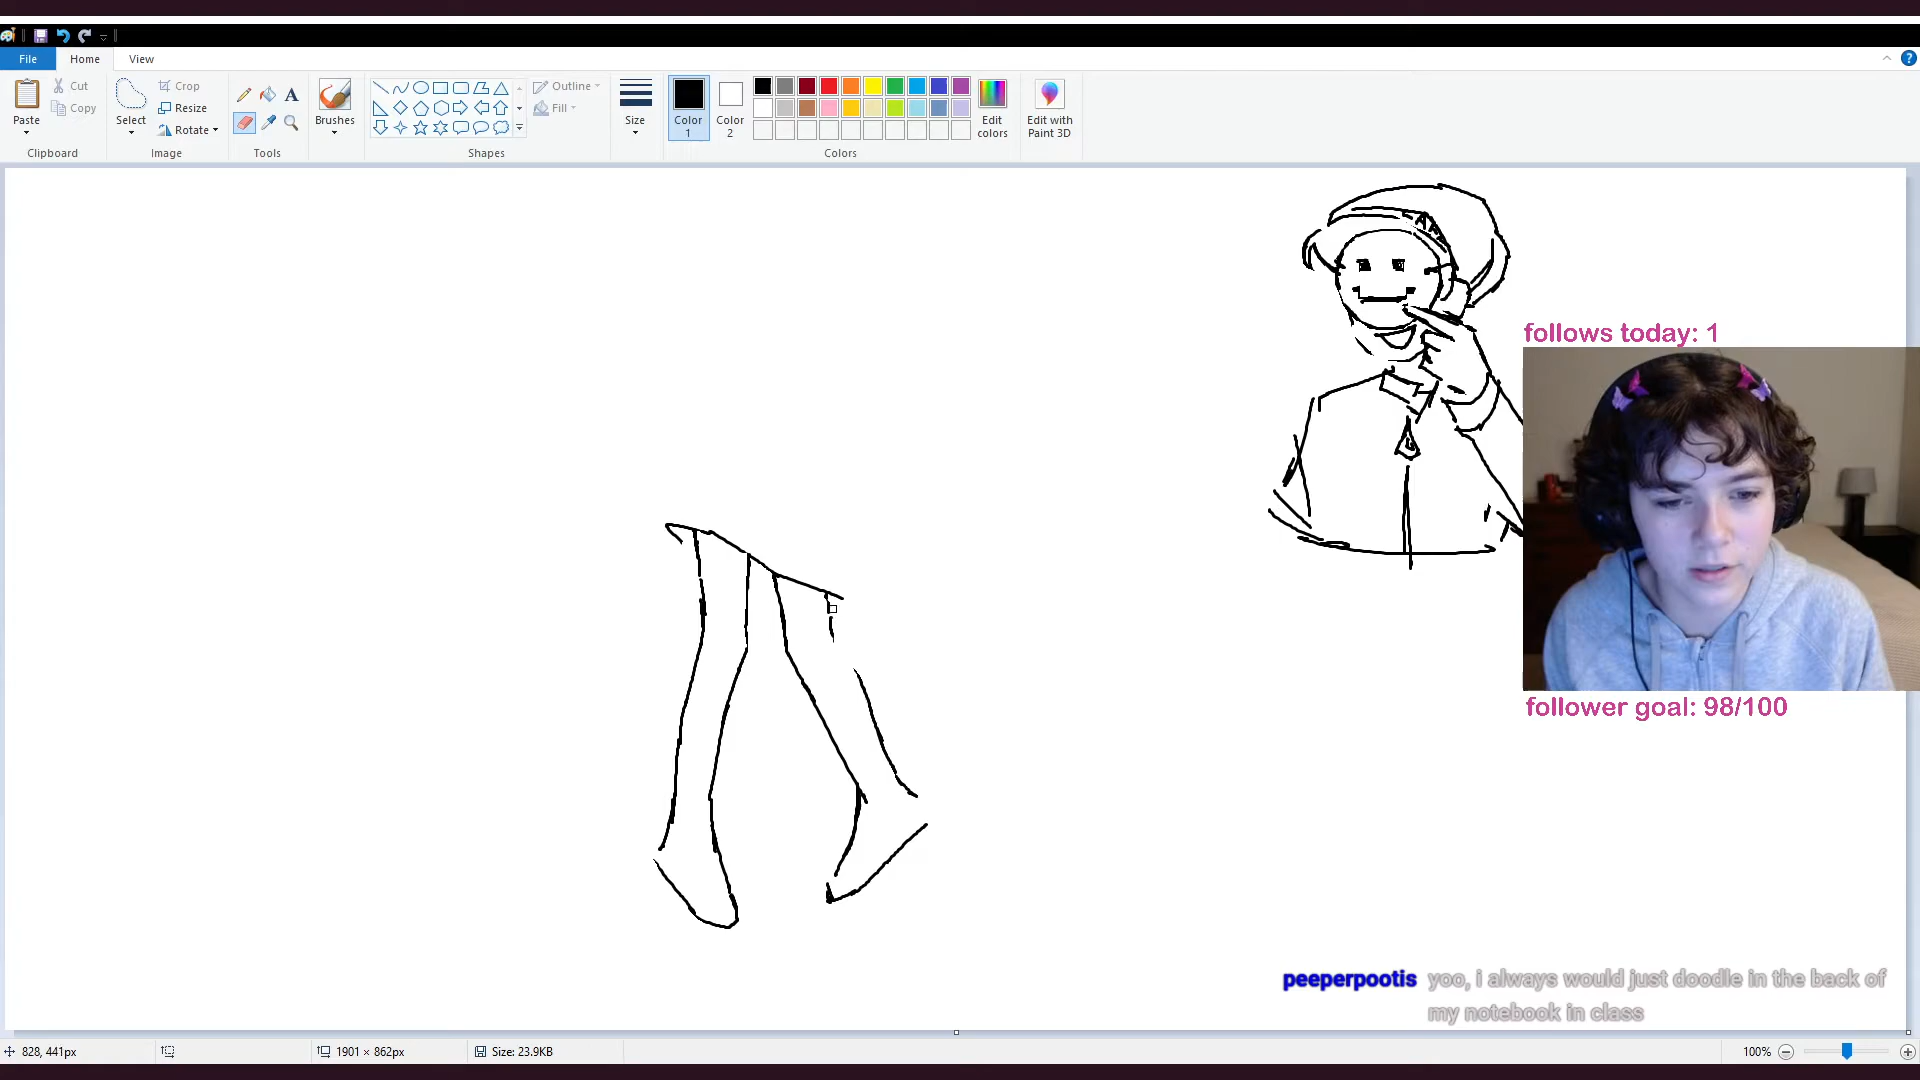 File
Home
View
Paste
Cut
Copy
Clipboard
Select
Crop
Resize
Rotate
Image
A
Tools
Brushes
Shapes
Outline
Fill
Size
Color
1
Color
2
Edit
colors
Edit with
Paint 3D
Colors
follows today: 1
follower goal: 98/100
peeperpootis yoo, i always would just doodle in the back of
my notebook in class
828, 441px
1901 × 862px
Size: 23.9KB
100%